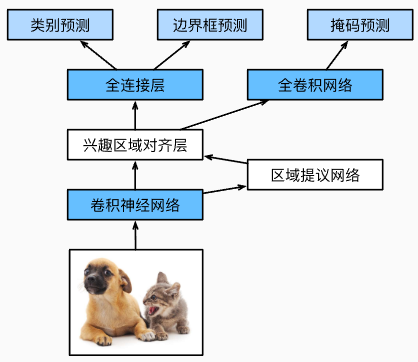 类别预测
边界框预测
掩码预测
全连接层
全卷积网络
兴趣区域对齐层
区域提议网络
卷积神经网络